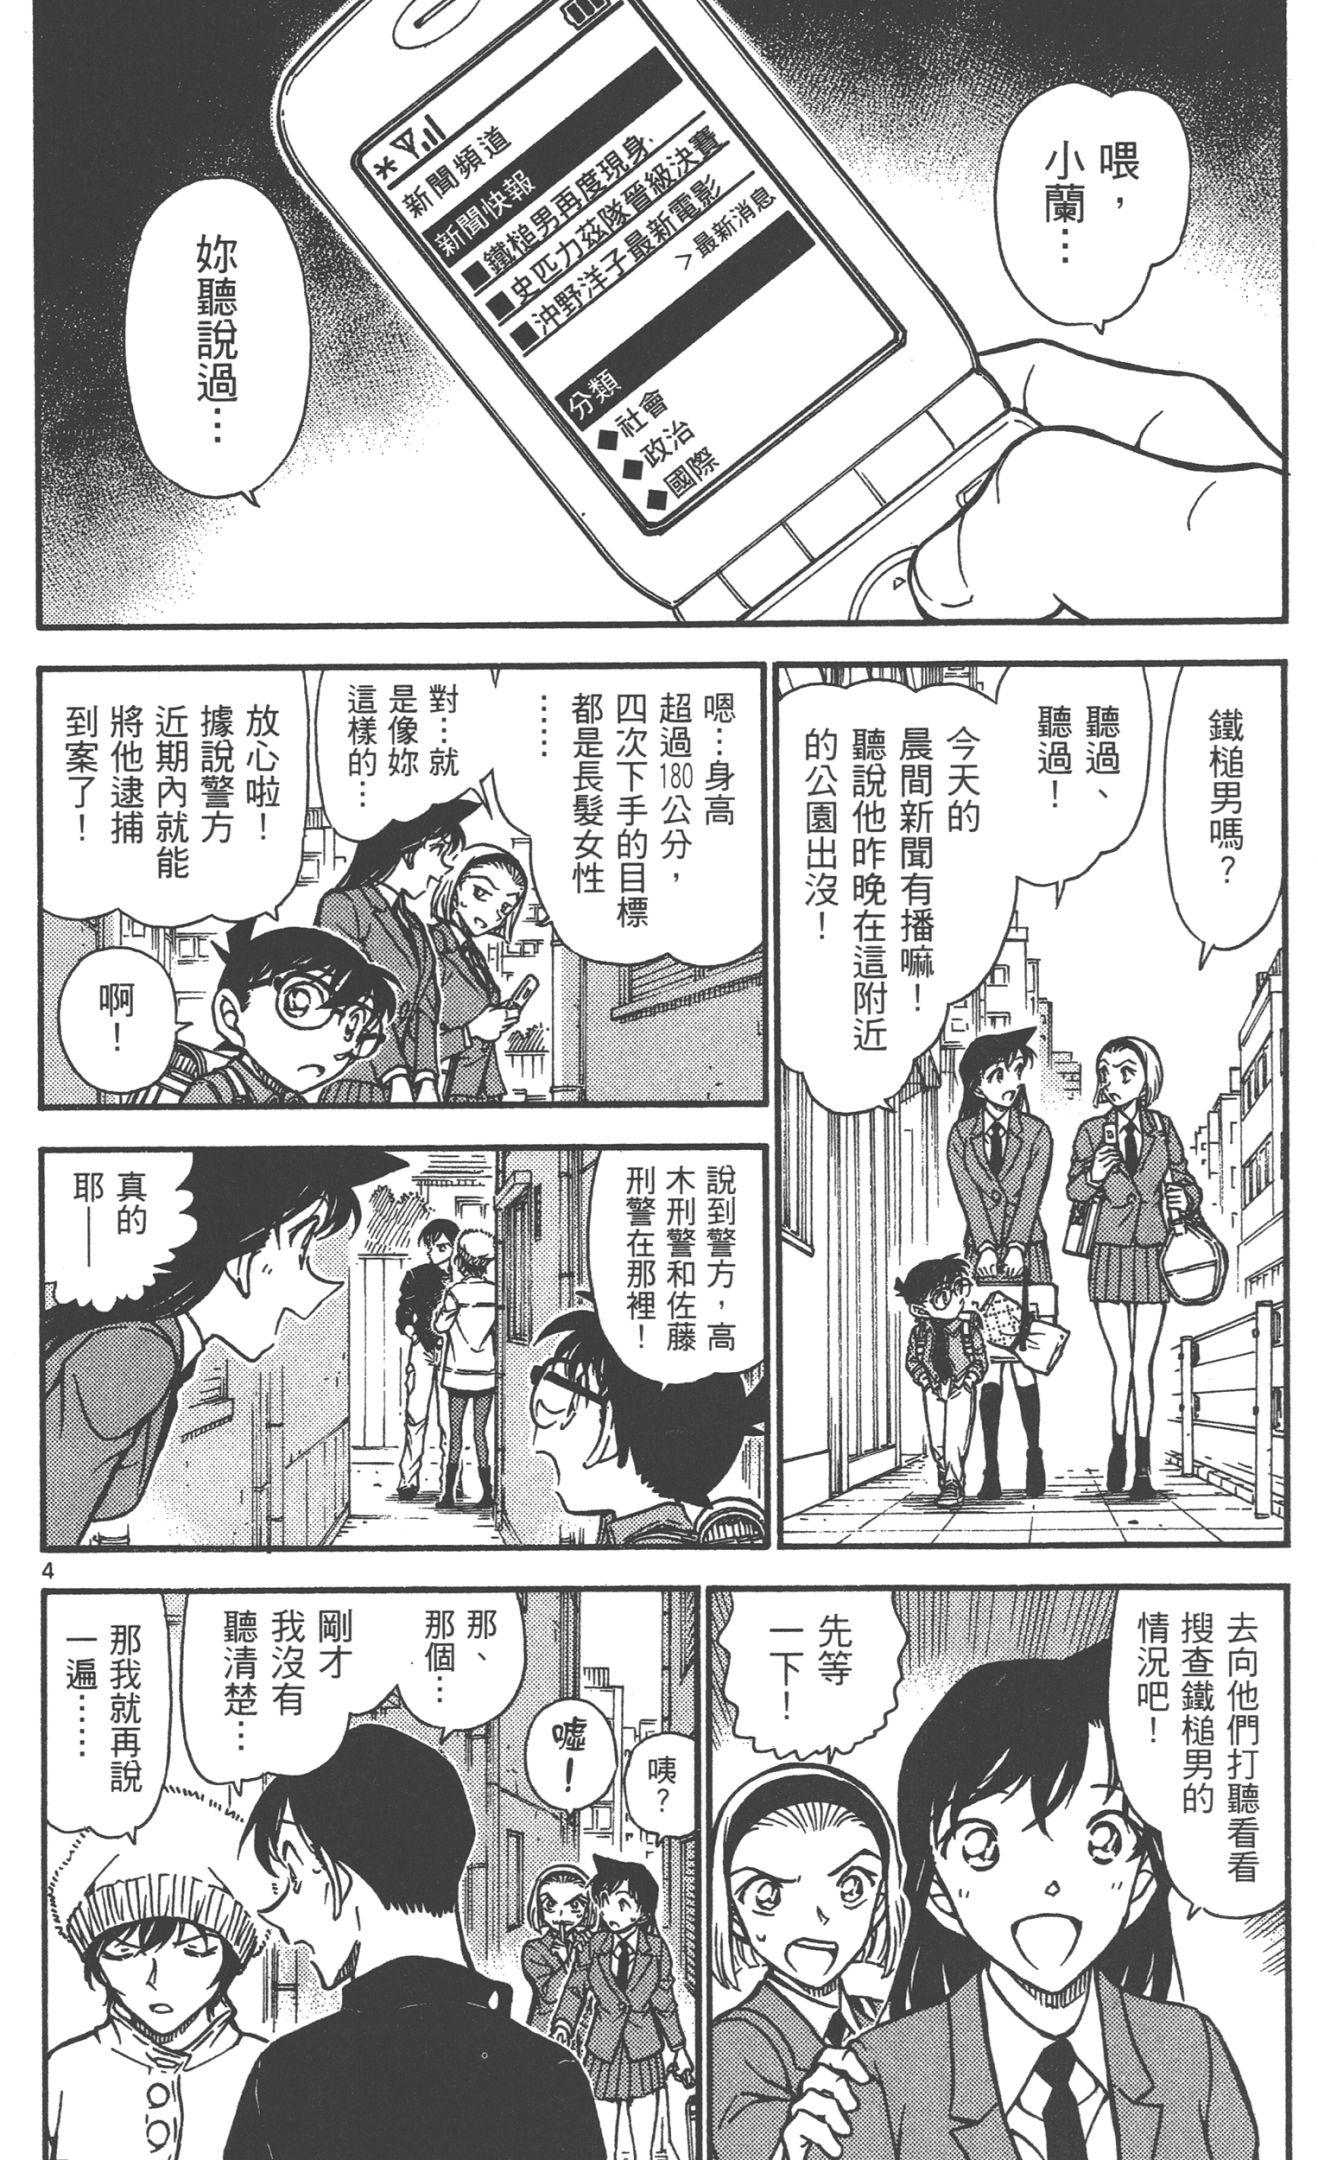 喂，
小蘭…
新聞頻道
新聞快報
■鐵槌男再度現身
■史匹力茲隊晉級決賽
■沖野洋子最新電影
>最新消息
分類
◆社會
◆政治
◆國際
妳聽說過…
鐵槌男嗎？
聽過、
聽過！
今天的
晨間新聞有播嘛！
聽說他昨晚在這附近
的公園出沒！
嗯…身高
超過180公分，
四次下手的目標
都是長髮女性
……
對…就
是像妳
這樣的…
放心啦！
據說警方
近期內就能
將他逮捕
到案了！
啊！
說到警方，高
木刑警和佐藤
刑警在那裡！
真的
耶——
4
去向他們打聽看看
搜查鐵槌男的
情況吧！
先等
一下！
咦？
噓！
那、
那個…
剛才
我沒有
聽清楚…
那我就再說
一遍……